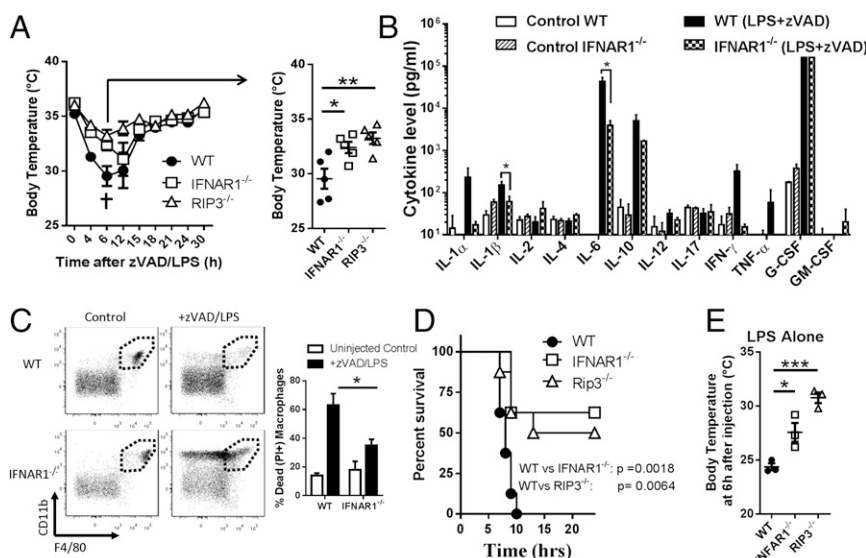 A
Body Temperature (°C)
40
35
30
25
WT
IFNAR1-/-
RIP3-/-
†
0 4 6 12 15 18 21 24 30
Time after zVAD/LPS (h)
Body Temperature (°C)
40
35
30
25
**
*
WT
IFNAR1-/-
RIP3-/-
B
Control WT
WT (LPS+zVAD)
Control IFNAR1-/-
IFNAR1-/- (LPS+zVAD)
Cytokine level (pg/ml)
10^6
10^5
10^4
10^3
10^2
10^1
*
*
IL-1α
IL-1β
IL-2
IL-4
IL-6
IL-10
IL-12
IL-17
IFN-γ
TNF-α
G-CSF
GM-CSF
C
Control
+zVAD/LPS
WT
IFNAR1-/-
CD11b
F4/80
Uninjected Control
+zVAD/LPS
% Dead (PI+) Macrophages
80
60
40
20
0
*
WT
IFNAR1-/-
D
WT
IFNAR1-/-
Rip3-/-
Percent survival
100
50
0
WT vs IFNAR1-/-: p =0.0018
WTvs RIP3-/-: p= 0.0064
0 10 20
Time (hrs)
E
LPS Alone
Body Temperature (°C)
at 6h after injection
35
30
25
20
***
*
WT
RIP3-/-